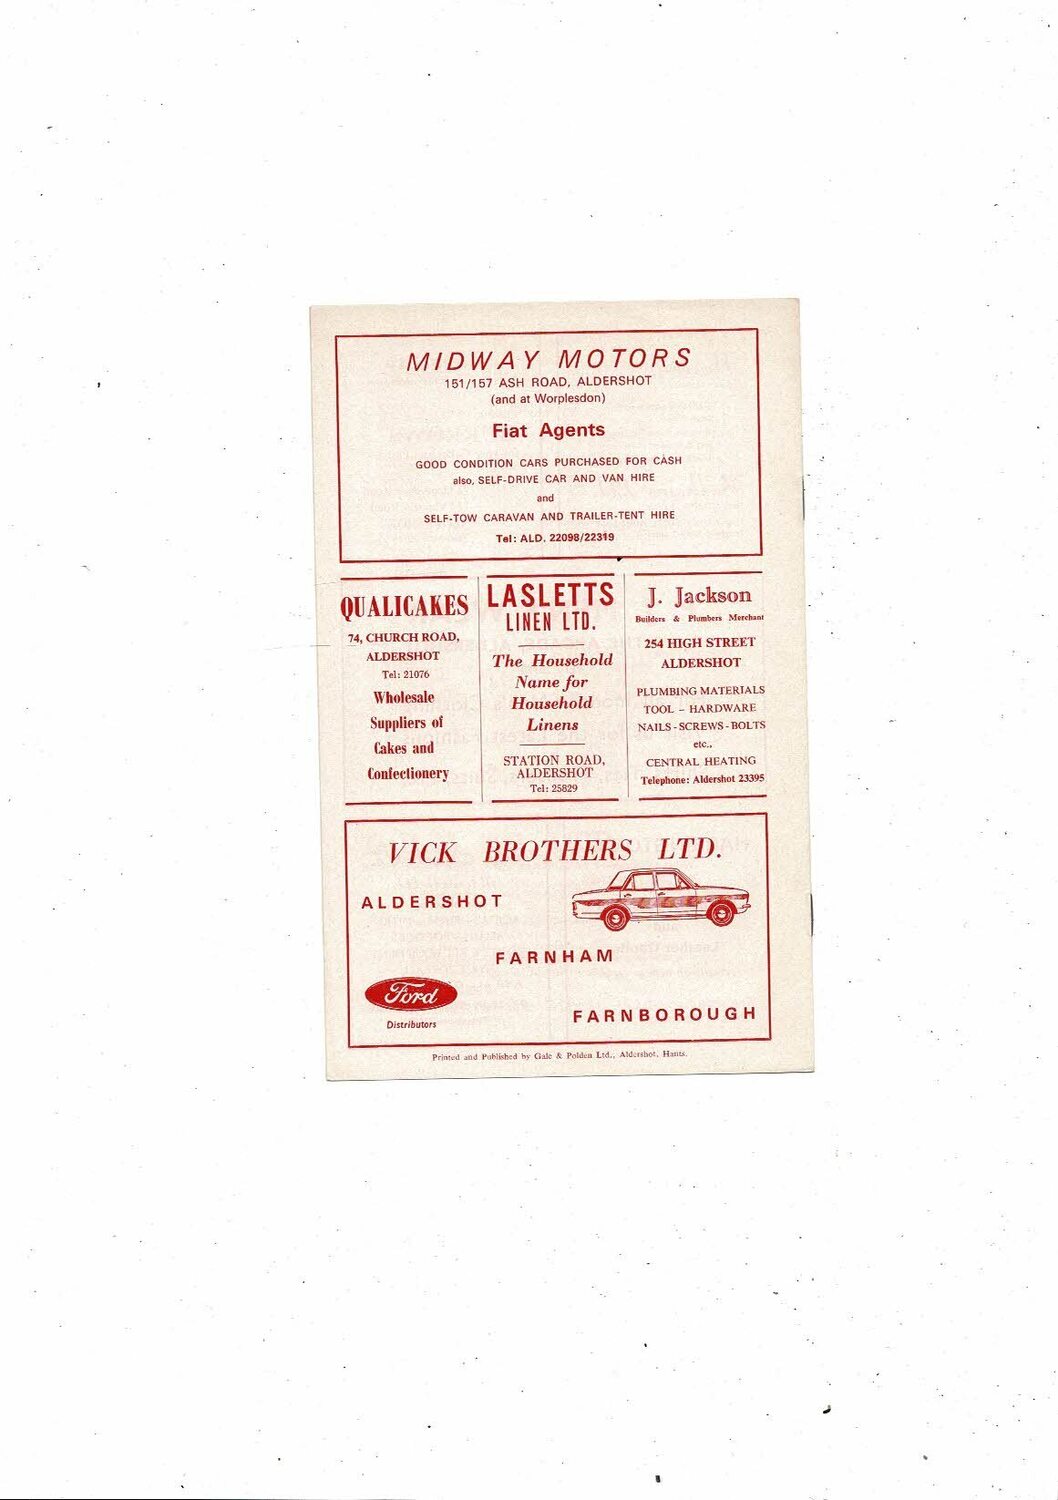 MIDWAY MOTORS
151/157 ASH ROAD, ALDERSHOT
(and at Worplesdon)
Fiat Agents
GOOD CONDITION CARS PURCHASED FOR CASH
also, SELF-DRIVE CAR AND VAN HIRE
and
SELF-TOW CARAVAN AND TRAILER-TENT HIRE
Tel: ALD. 22098/22319
QUALICAKES
74, CHURCH ROAD,
ALDERSHOT
Tel: 21076
Wholesale
Suppliers of
Cakes and
Confectionery
LASLETTS
LINEN LTD.
The Household
Name for
Household
Linens
STATION ROAD,
ALDERSHOT
Tel: 25829
J. Jackson
Builders & Plumbers Merchant
254 HIGH STREET
ALDERSHOT
PLUMBING MATERIALS
TOOL - HARDWARE
NAILS - SCREWS - BOLTS
etc.,
CENTRAL HEATING
Telephone: Aldershot 23395
VICK BROTHERS LTD.
ALDERSHOT
FARNHAM
Ford
Distributors
FARNBOROUGH
Printed and Published by Gale & Polden Ltd., Aldershot, Hants.